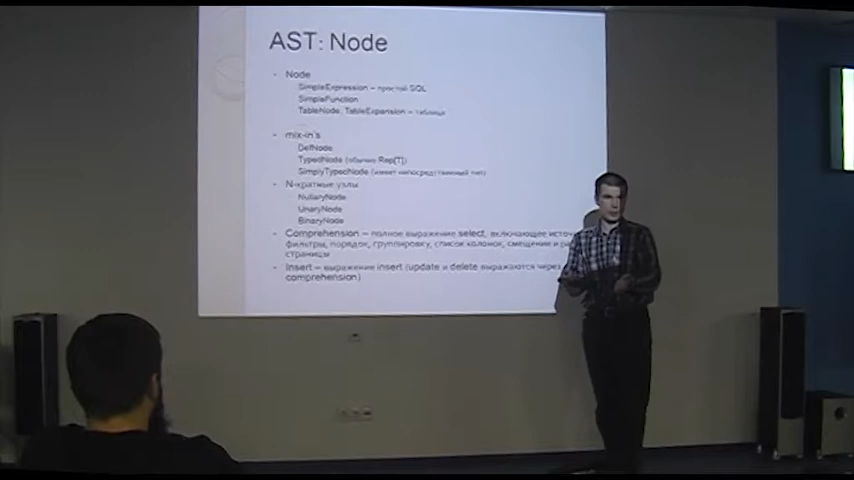 AST: Node
- Node
SimpleExpression – простой SQL
SimpleFunction
TableNode, TableExpansion – таблица
- mix-in's
DefNode
TypedNode (обычно Rep[T])
SimplyTypedNode (имеет непосредственный тип)
- N-кратные узлы
NullaryNode
UnaryNode
BinaryNode
- Comprehension – полное выражение select, включающее
фильтры, порядок, группировку, список колонок, смещение и
страницы
- Insert – выражение insert (update и delete выражаются через
comprehension)